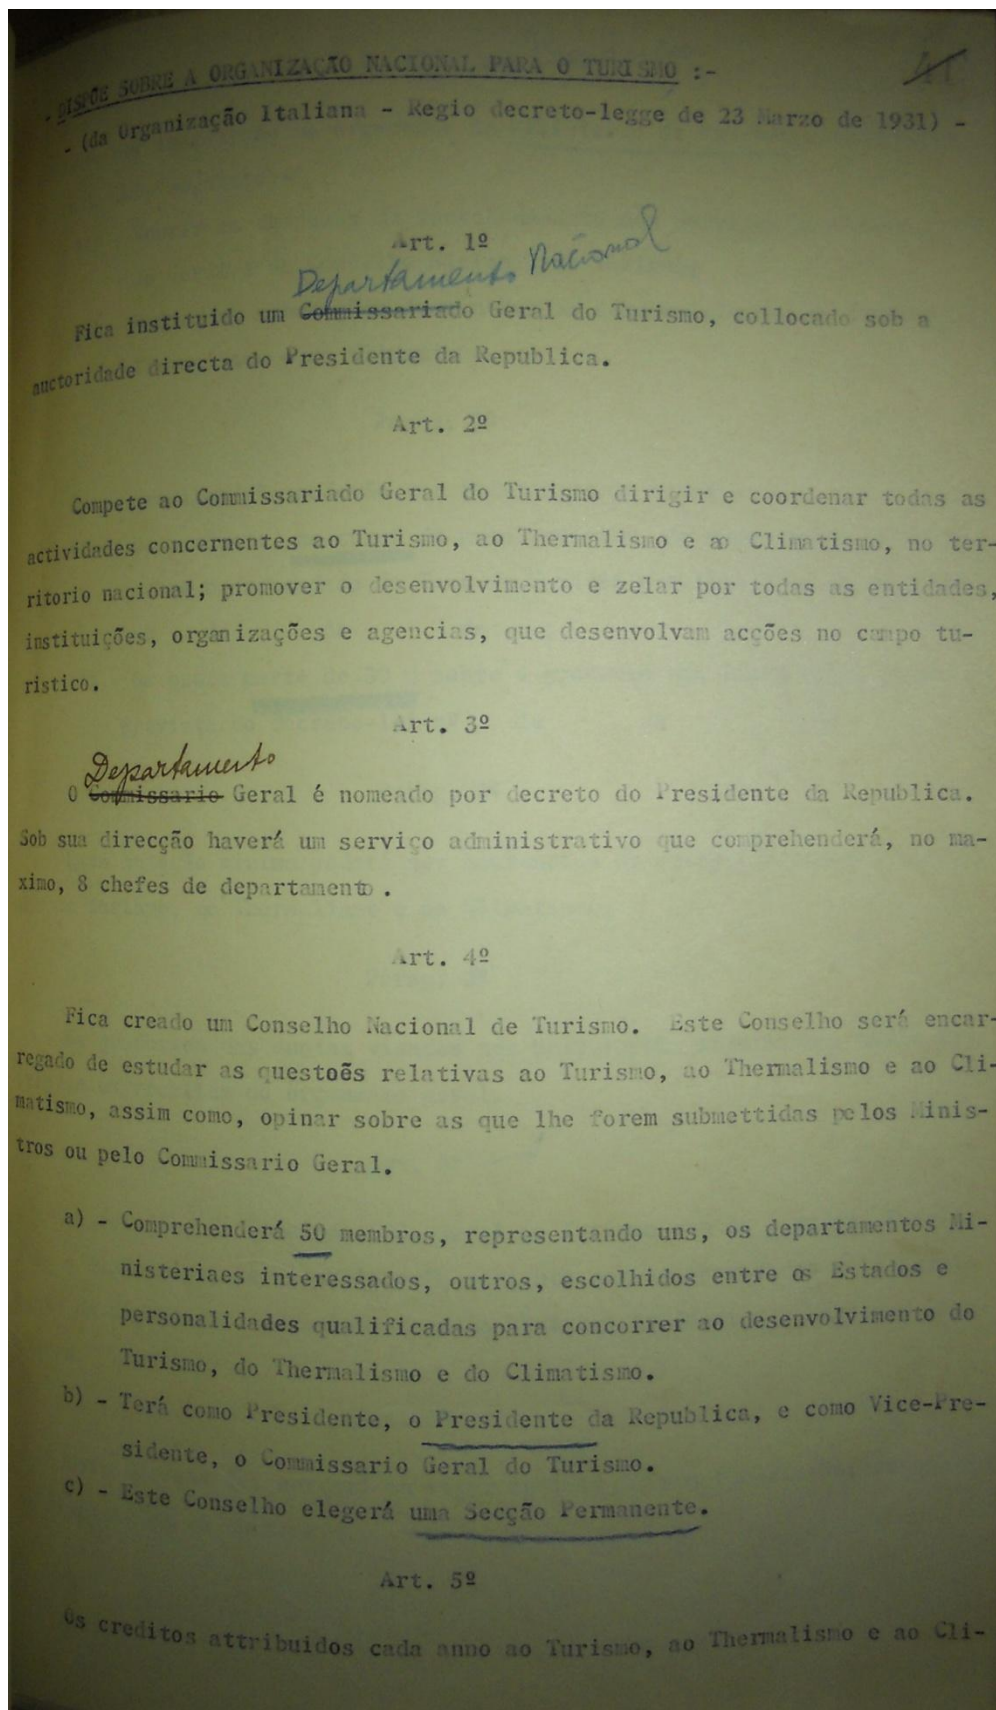 - DISPÕE SOBRE A ORGANIZAÇÃO NACIONAL PARA O TURISMO :-
- (da Organização Italiana - Regio decreto-legge de 23 Marzo de 1931) -
Art. 1º
Departamento Nacional
Fica instituido um Commissariado Geral do Turismo, collocado sob a
auctoridade directa do Presidente da Republica.
Art. 2º
Compete ao Commissariado Geral do Turismo dirigir e coordenar todas as
actividades concernentes ao Turismo, ao Thermalismo e ao Climatismo, no ter-
ritorio nacional; promover o desenvolvimento e zelar por todas as entidades,
instituições, organizações e agencias, que desenvolvam acções no campo tu-
ristico.
Art. 3º
Departamento
O Commissario Geral é nomeado por decreto do Presidente da Republica.
Sob sua direcção haverá um serviço administrativo que comprehenderá, no ma-
ximo, 8 chefes de departamento .
Art. 4º
Fica creado um Conselho Nacional de Turismo. Este Conselho será encar-
regado de estudar as questoẽs relativas ao Turismo, ao Thermalismo e ao Cli-
matismo, assim como, opinar sobre as que lhe forem submettidas pelos Minis-
tros ou pelo Commissario Geral.
a) - Comprehenderá 50 membros, representando uns, os departamentos Mi-
nisteriaes interessados, outros, escolhidos entre os Estados e
personalidades qualificadas para concorrer ao desenvolvimento do
Turismo, do Thermalismo e do Climatismo.
b) - Terá como Presidente, o Presidente da Republica, e como Vice-Pre-
sidente, o Commissario Geral do Turismo.
c) - Este Conselho elegerá uma Secção Permanente.
Art. 5º
Os creditos attribuidos cada anno ao Turismo, ao Thermalismo e ao Cli-